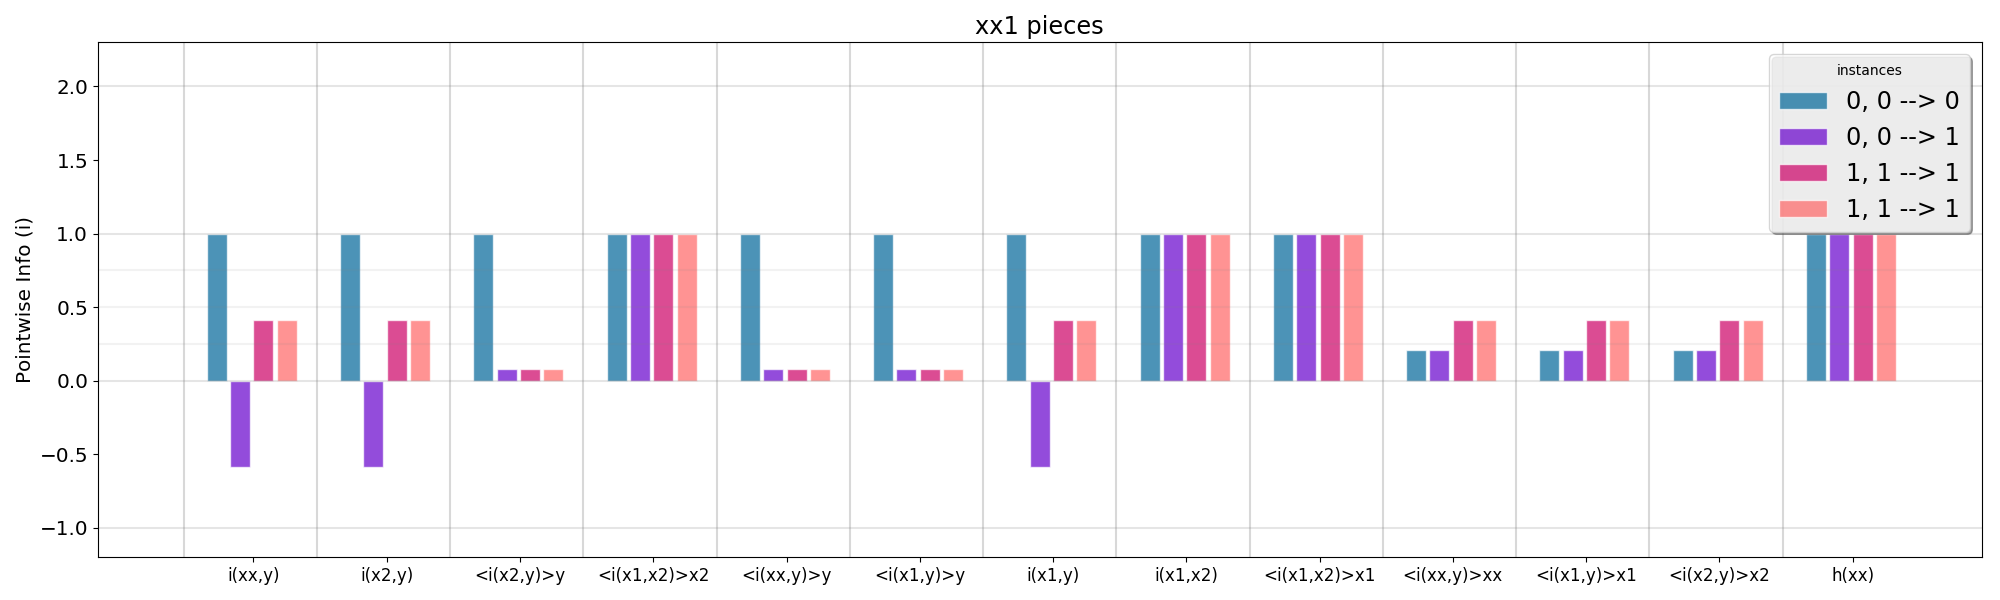 xx1 pieces
Pointwise Info (i)
2.0
1.5
1.0
0.5
0.0
−0.5
−1.0
instances
0, 0 --> 0
0, 0 --> 1
1, 1 --> 1
1, 1 --> 1
i(xx,y) i(x2,y) <i(x2,y)>y <i(x1,x2)>x2 <i(xx,y)>y <i(x1,y)>y i(x1,y) i(x1,x2) <i(x1,x2)>x1 <i(xx,y)>xx <i(x1,y)>x1 <i(x2,y)>x2 h(xx)